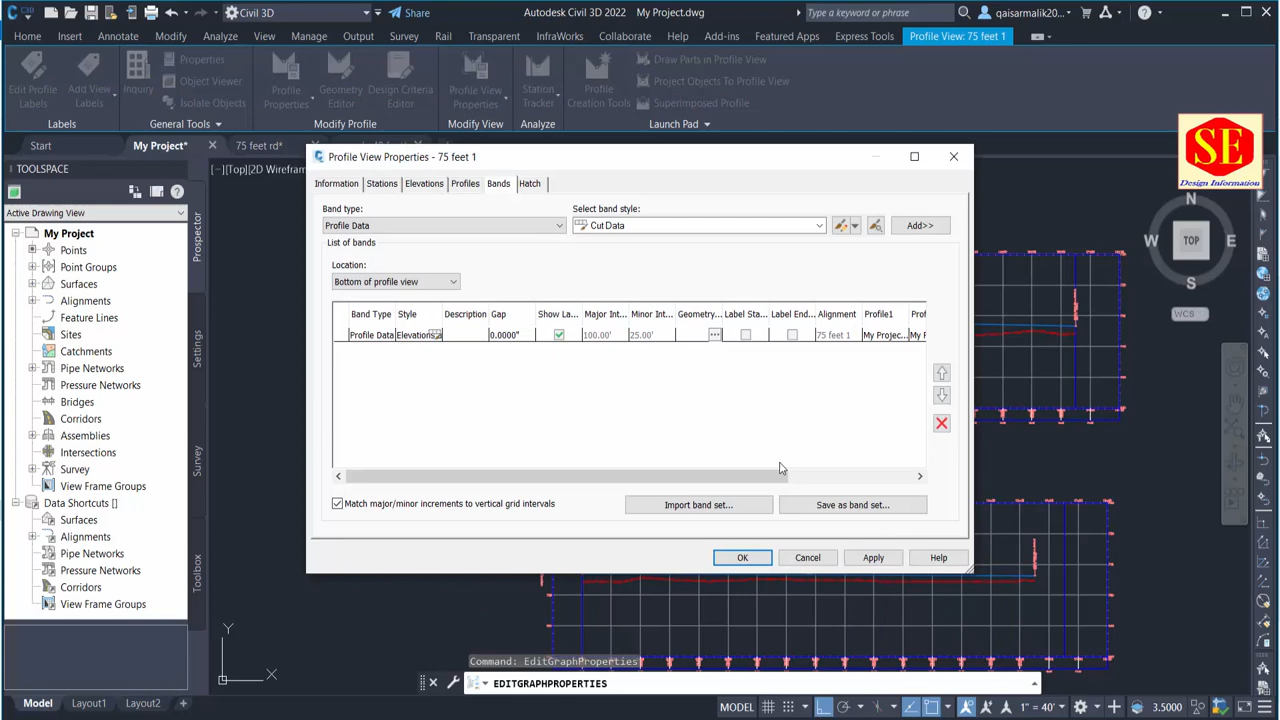 C3D
Civil 3D
Share
Autodesk Civil 3D 2022 My Project.dwg
Type a keyword or phrase
qaisarmalik20...
Home Insert Annotate Modify Analyze View Manage Output Survey Rail Transparent InfraWorks Collaborate Help Add-ins Featured Apps Express Tools Profile View: 75 feet 1
Properties
Object Viewer
Isolate Objects
Edit Profile Labels
Add View Labels
Inquiry
Profile Properties
Geometry Editor
Design Criteria Editor
Profile View Properties
Station Tracker
Profile Creation Tools
Draw Parts in Profile View
Project Objects To Profile View
Superimposed Profile
Labels General Tools Modify Profile Modify View Analyze Launch Pad
Start My Project* 75 feet rd*
SE
Design Information
TOOLSPACE
[-][Top][2D Wirefram
Active Drawing View
My Project
Points
Point Groups
Surfaces
Alignments
Feature Lines
Sites
Catchments
Pipe Networks
Pressure Networks
Bridges
Corridors
Assemblies
Intersections
Survey
View Frame Groups
Data Shortcuts []
Surfaces
Alignments
Pipe Networks
Pressure Networks
Corridors
View Frame Groups
Prospector
Settings
Survey
Toolbox
Profile View Properties - 75 feet 1
Information Stations Elevations Profiles Bands Hatch
Band type:
Profile Data
Select band style:
Cut Data
Add>>
List of bands
Location:
Bottom of profile view
Band Type Style Description Gap Show La... Major Int... Minor Int... Geometry... Label Sta... Label End... Alignment Profile1 Prof
Profile Data Elevations 0.0000" 100.00' 25.00' ... 75 feet 1 My Projec... My F
Match major/minor increments to vertical grid intervals
Import band set...
Save as band set...
OK Cancel Apply Help
N
W TOP E
S
WCS
Y
X
Command: EditGraphProperties
EDITGRAPHPROPERTIES
Model Layout1 Layout2 +
MODEL 1" = 40' 3.5000